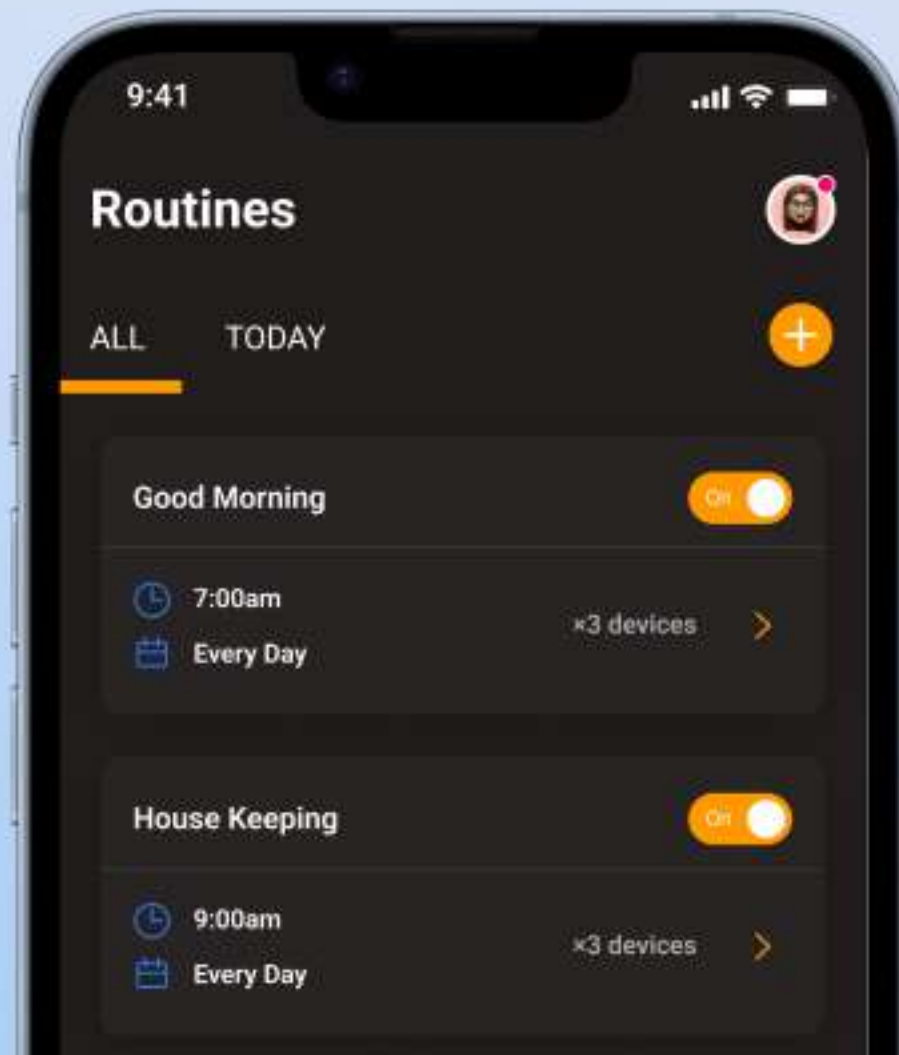 9:41
Routines
ALL TODAY
Good Morning
On
7:00am
Every Day
×3 devices
House Keeping
On
9:00am
Every Day
×3 devices